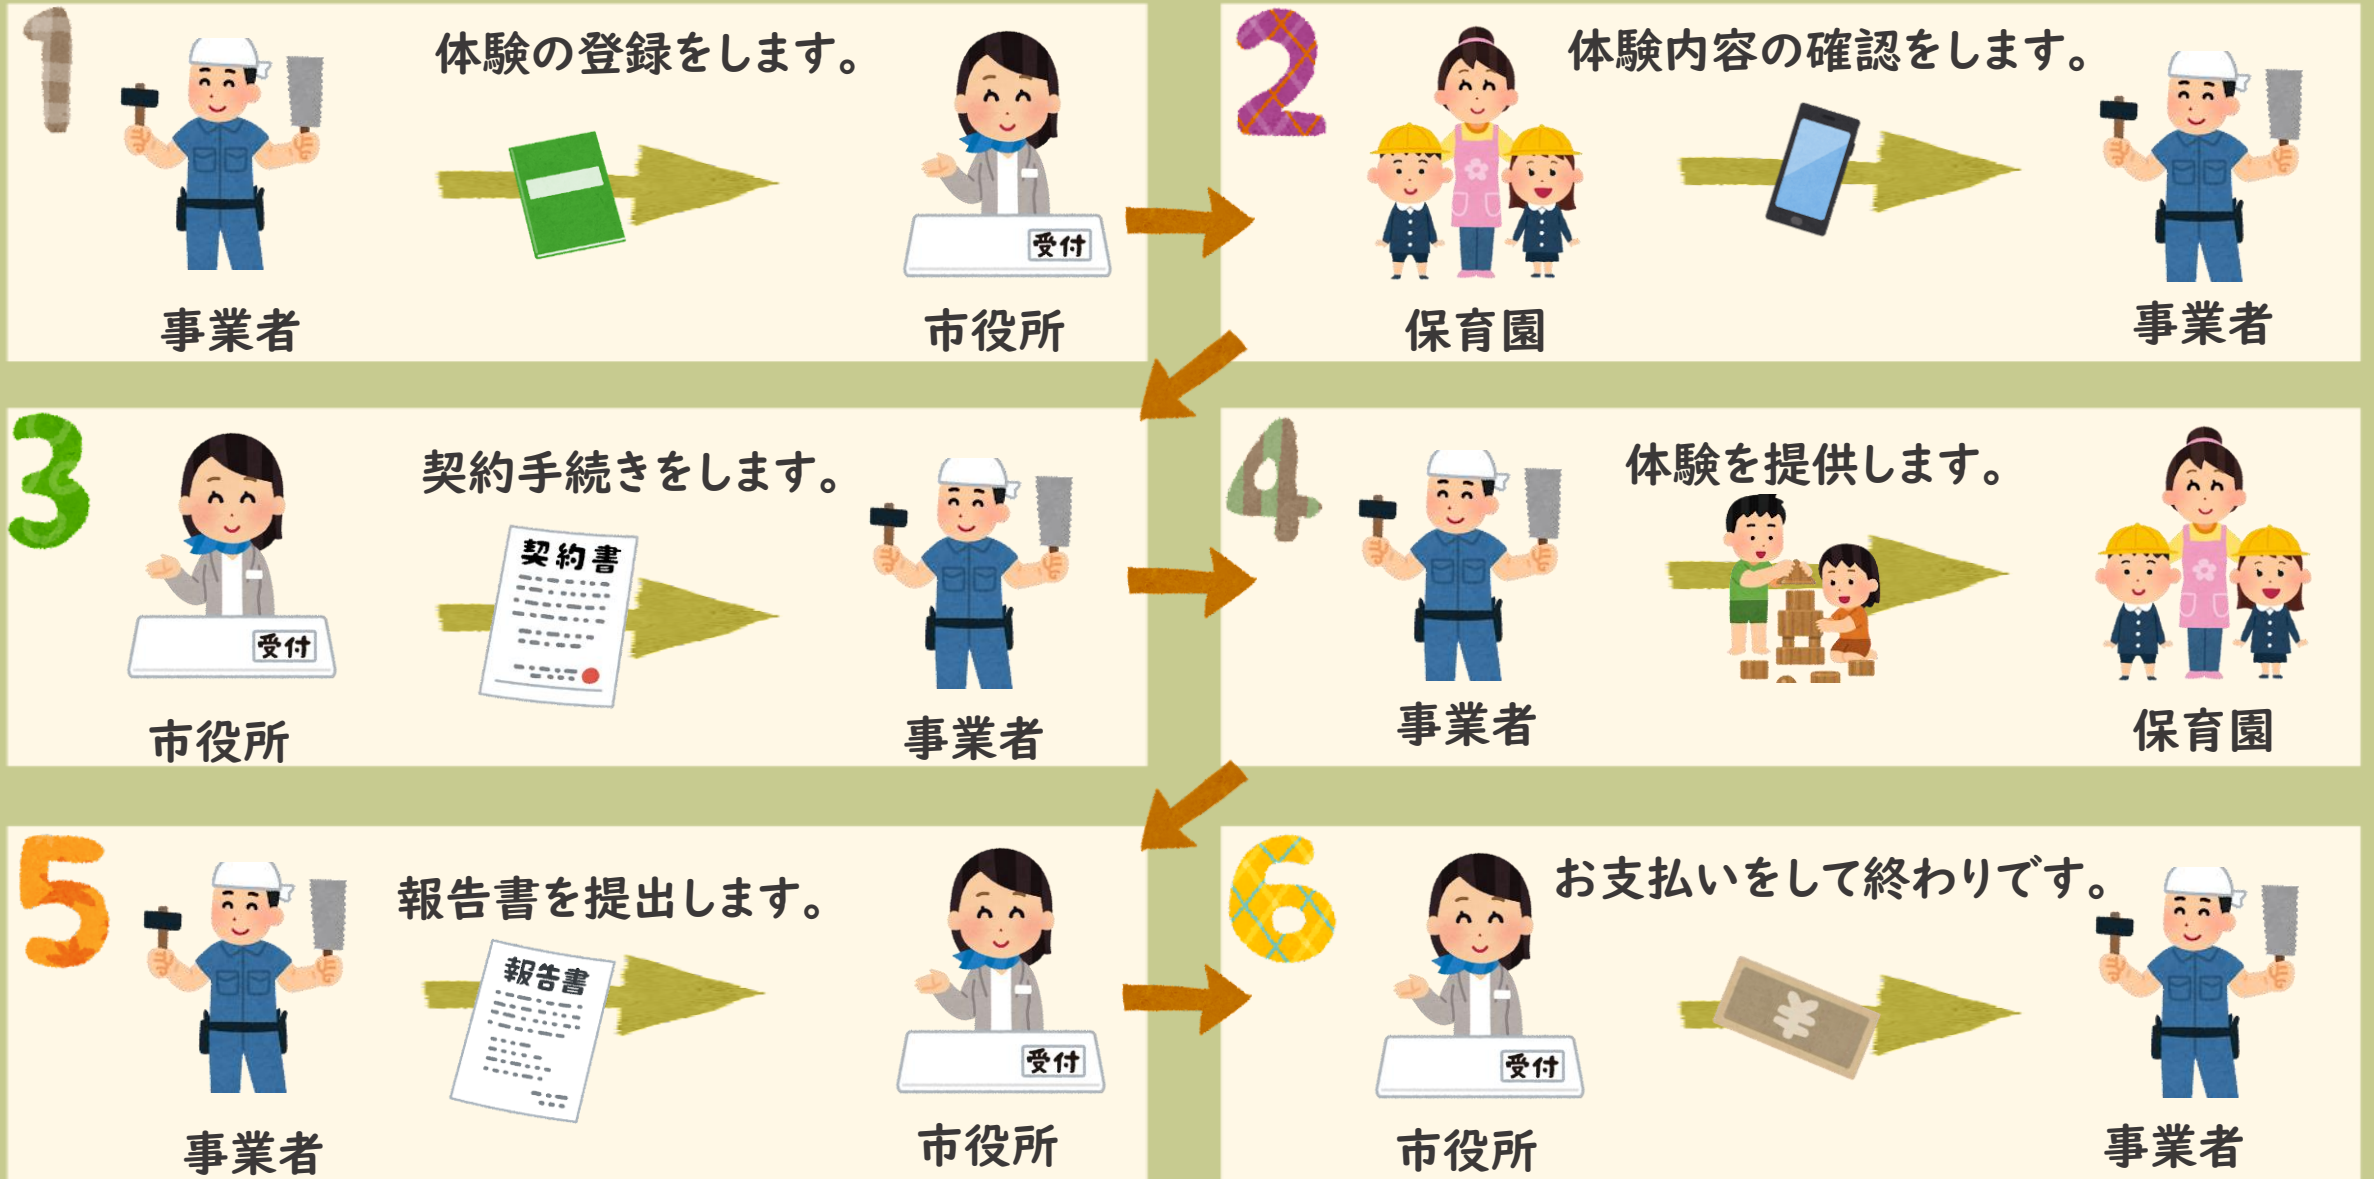 1
体験の登録をします。
受付
事業者
市役所
2
体験内容の確認をします。
保育園
事業者
3
契約手続きをします。
契約書
受付
市役所
事業者
4
体験を提供します。
事業者
保育園
5
報告書を提出します。
報告書
受付
事業者
市役所
6
お支払いをして終わりです。
¥
受付
市役所
事業者